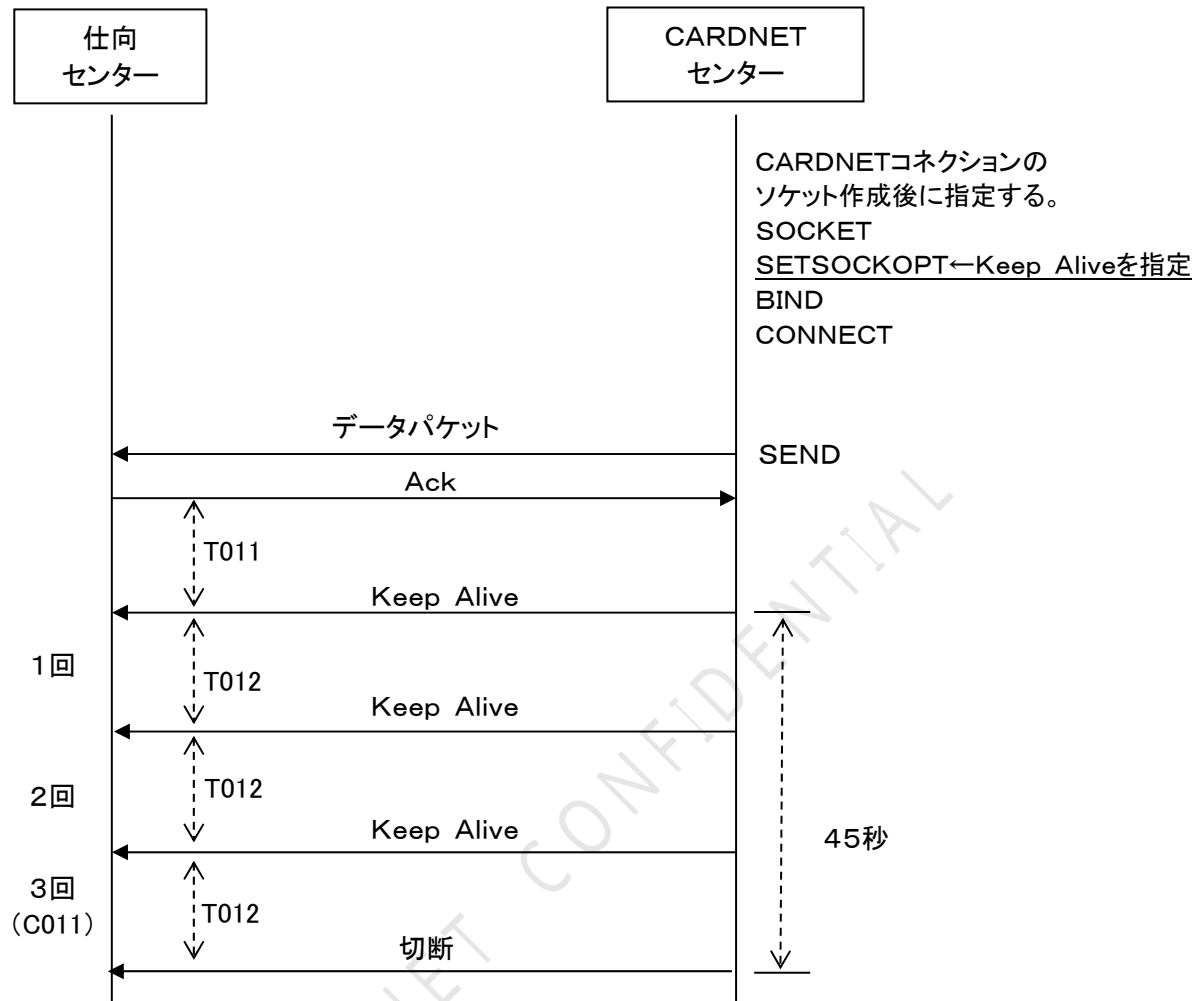 仕向
センター
CARDNET
センター
CARDNETコネクションの
ソケット作成後に指定する。
SOCKET
SETSOCKOPT←Keep Aliveを指定
BIND
CONNECT
データパケット
SEND
Ack
T011
Keep Alive
1回
T012
Keep Alive
2回
T012
Keep Alive
45秒
3回
(C011)
T012
切断
NET CONFIDENTIAL